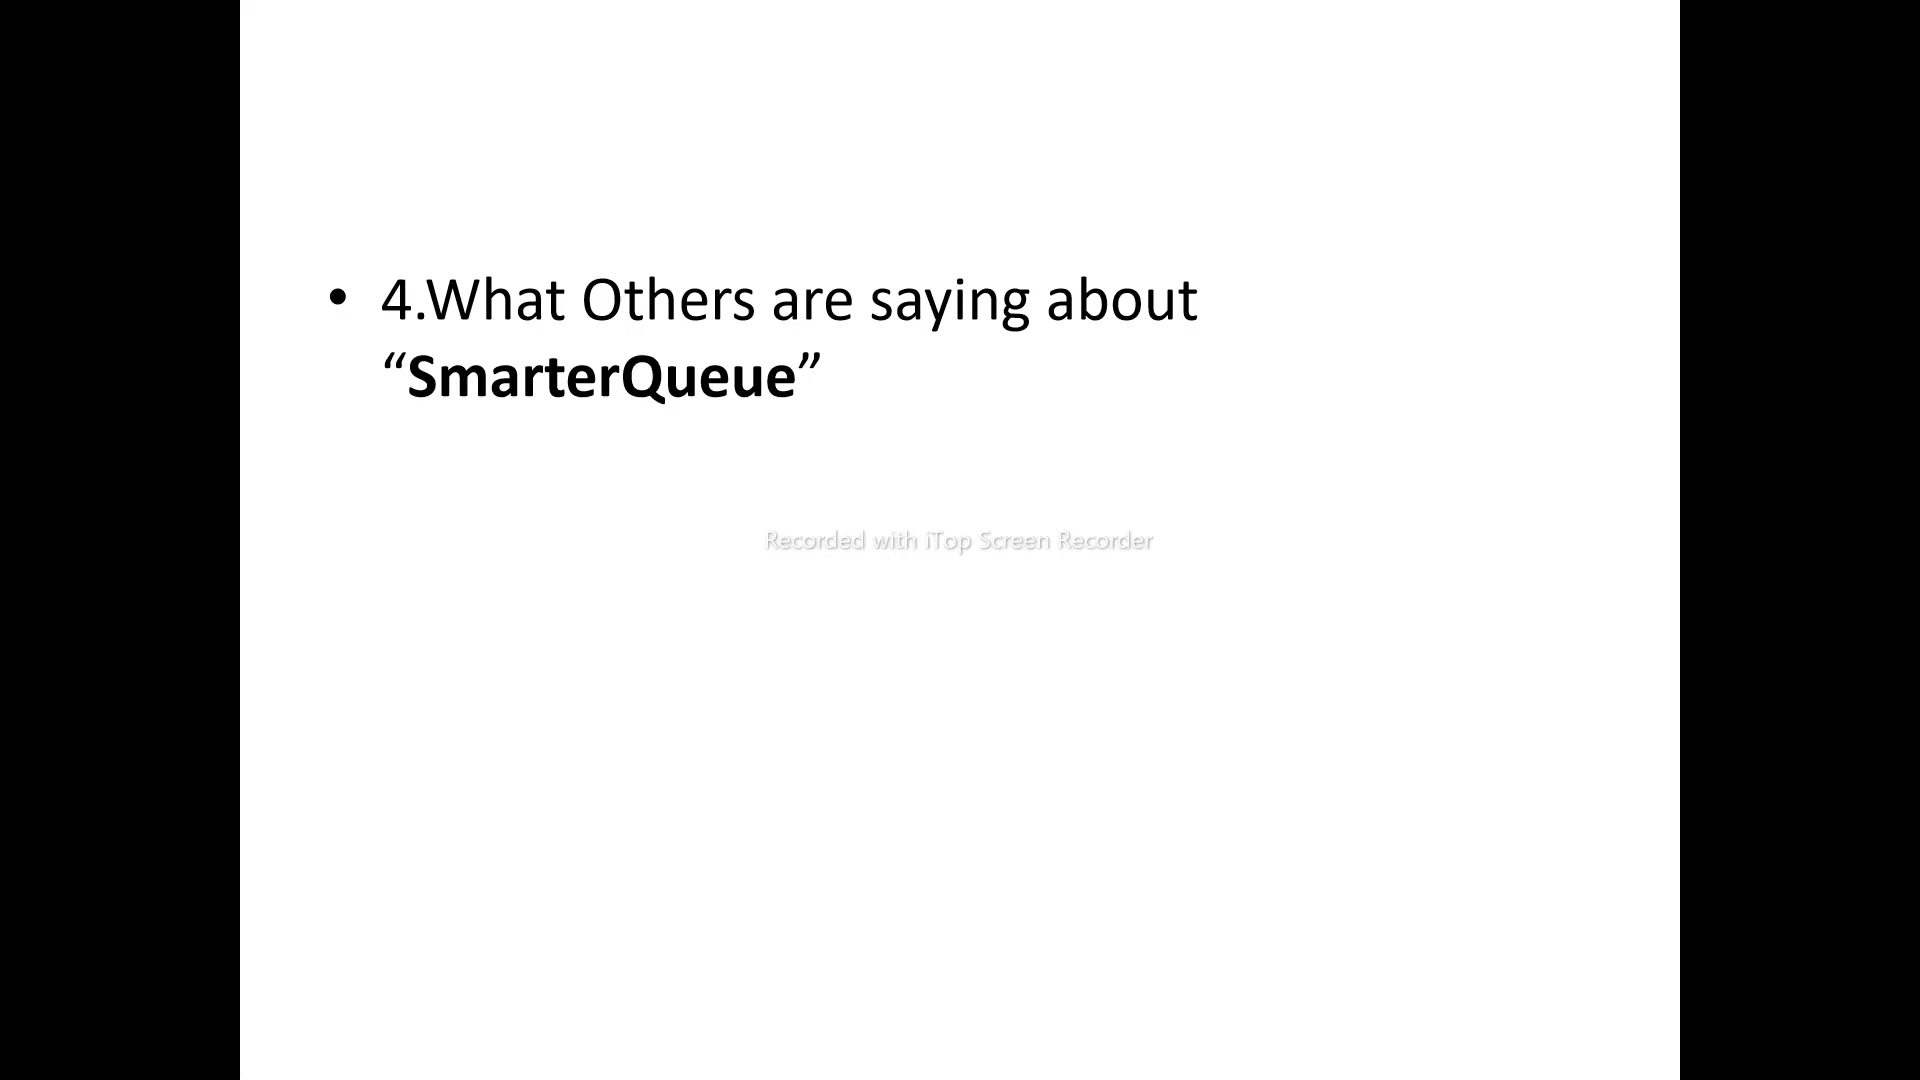 • 4.What Others are saying about
“SmarterQueue”
Recorded with iTop Screen Recorder